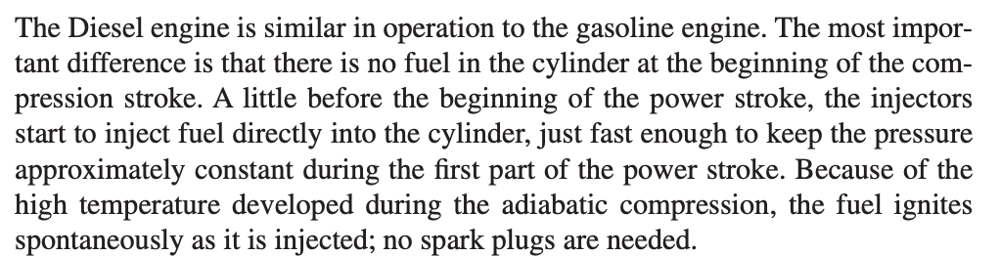 The Diesel engine is similar in operation to the gasoline engine. The most impor-
tant difference is that there is no fuel in the cylinder at the beginning of the com-
pression stroke. A little before the beginning of the power stroke, the injectors
start to inject fuel directly into the cylinder, just fast enough to keep the pressure
approximately constant during the first part of the power stroke. Because of the
high temperature developed during the adiabatic compression, the fuel ignites
spontaneously as it is injected; no spark plugs are needed.